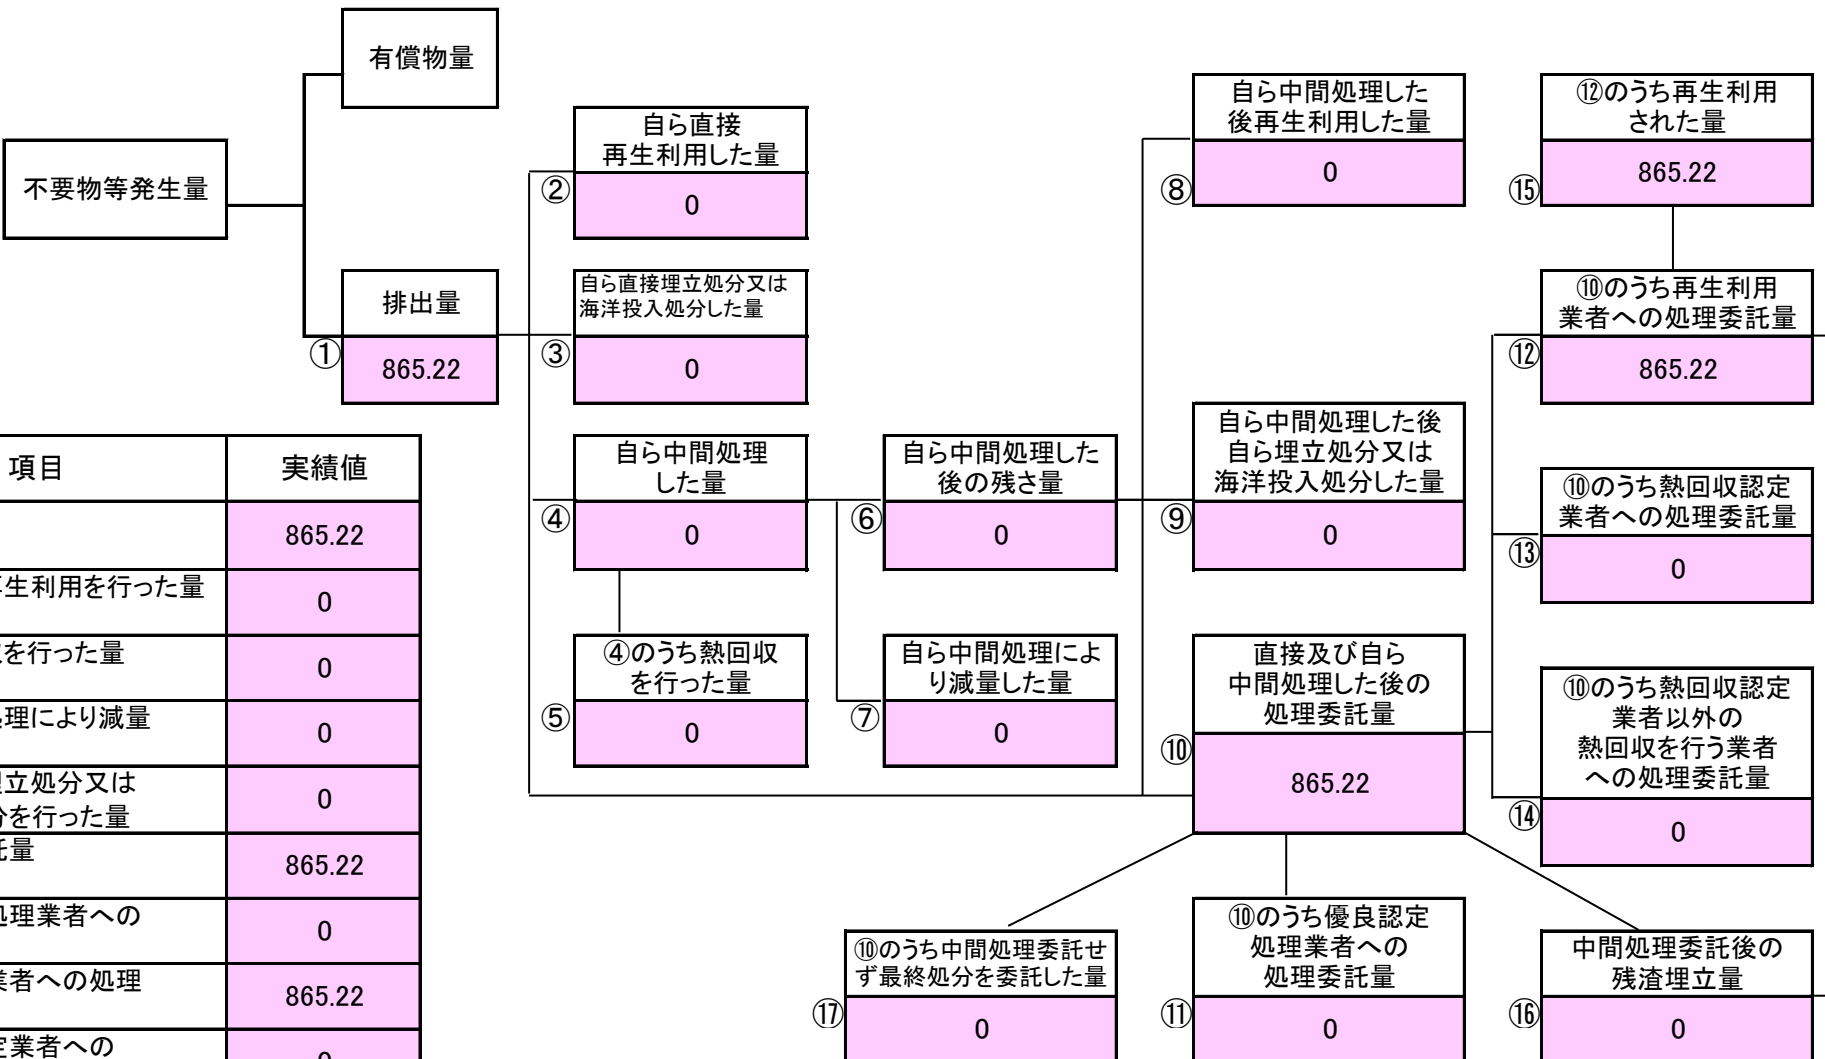 有償物量
不要物等発生量
排出量
①
865.22
自ら直接
再生利用した量
②
0
自ら直接埋立処分又は
海洋投入処分した量
③
0
自ら中間処理
した量
④
0
④のうち熱回収
を行った量
⑤
0
自ら中間処理した
後の残さ量
⑥
0
自ら中間処理によ
り減量した量
⑦
0
自ら中間処理した
後再生利用した量
⑧
0
自ら中間処理した後
自ら埋立処分又は
海洋投入処分した量
⑨
0
直接及び自ら
中間処理した後の
処理委託量
⑩
865.22
⑩のうち優良認定
処理業者への
処理委託量
⑪
0
⑫のうち再生利用
された量
⑮
865.22
⑩のうち再生利用
業者への処理委託量
⑫
865.22
⑩のうち熱回収認定
業者への処理委託量
⑬
0
⑩のうち熱回収認定
業者以外の
熱回収を行う業者
への処理委託量
⑭
0
⑩のうち中間処理委託せ
ず最終処分を委託した量
⑰
0
中間処理委託後の
残渣埋立量
⑯
0
項目 実績値
865.22
生利用を行った量
0
を行った量
0
理により減量
0
立処分又は
を行った量
0
量
865.22
処理業者への
0
業者への処理
865.22
業者への